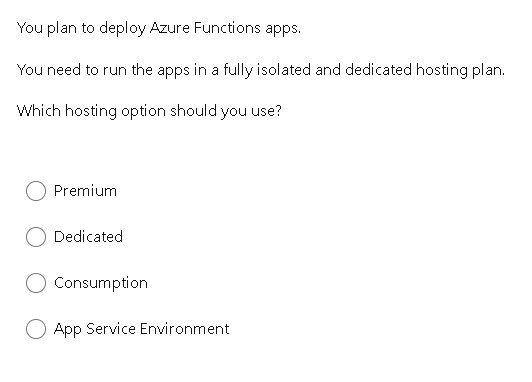 You plan to deploy Azure Functions apps.
You need to run the apps in a fully isolated and dedicated hosting plan.
Which hosting option should you use?
Premium
Dedicated
Consumption
App Service Environment